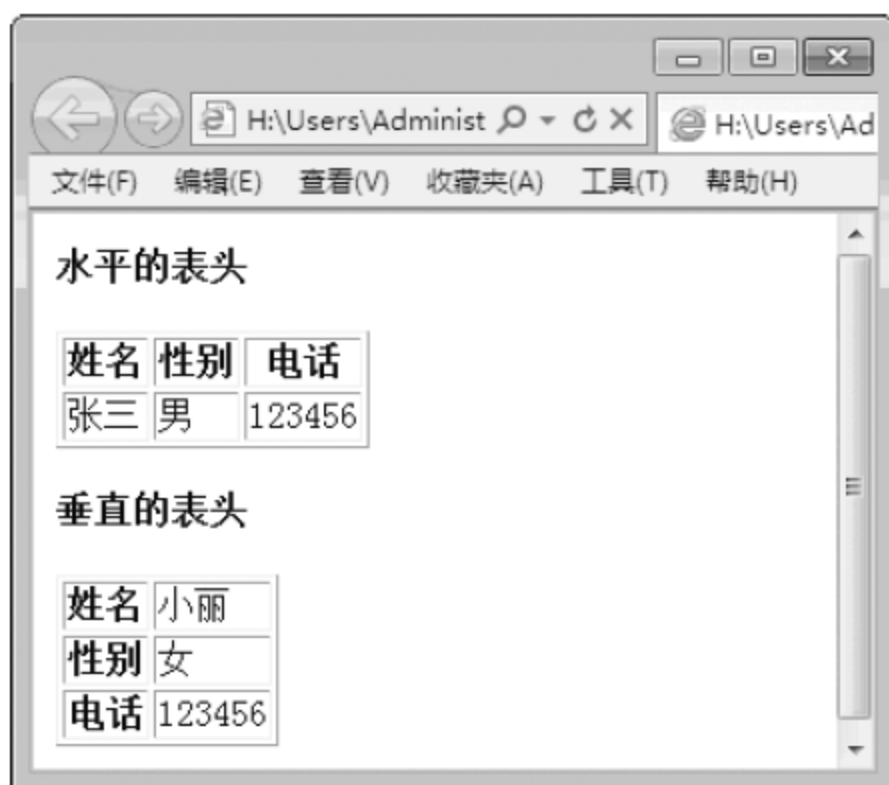 H:\Users\Administ H:\Users\Ad
文件(F) 编辑(E) 查看(V) 收藏夹(A) 工具(T) 帮助(H)
水平的表头
姓名 性别 电话
张三 男 123456
垂直的表头
姓名 小丽
性别 女
电话 123456